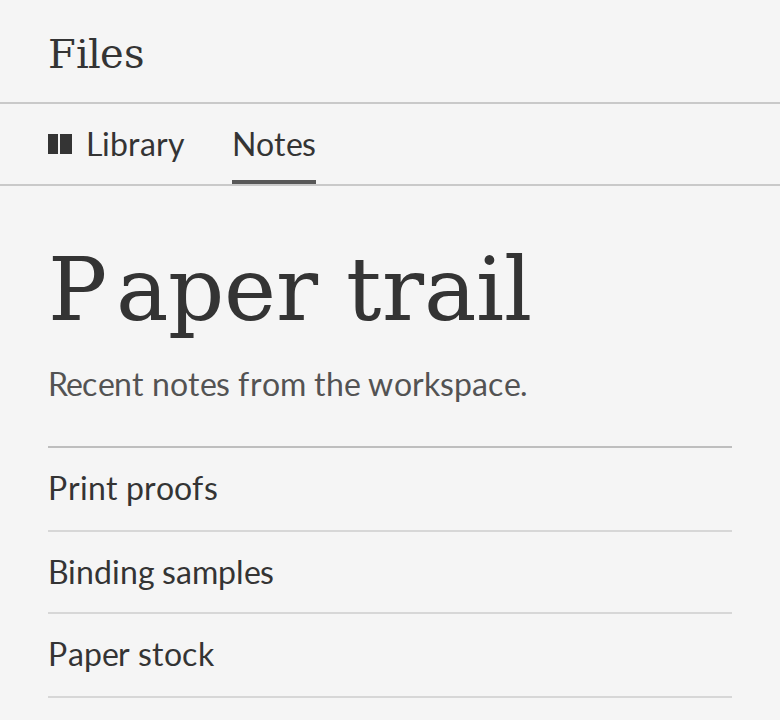 Files
Library Notes
Paper trail
Recent notes from the workspace.
Print proofs
Binding samples
Paper stock